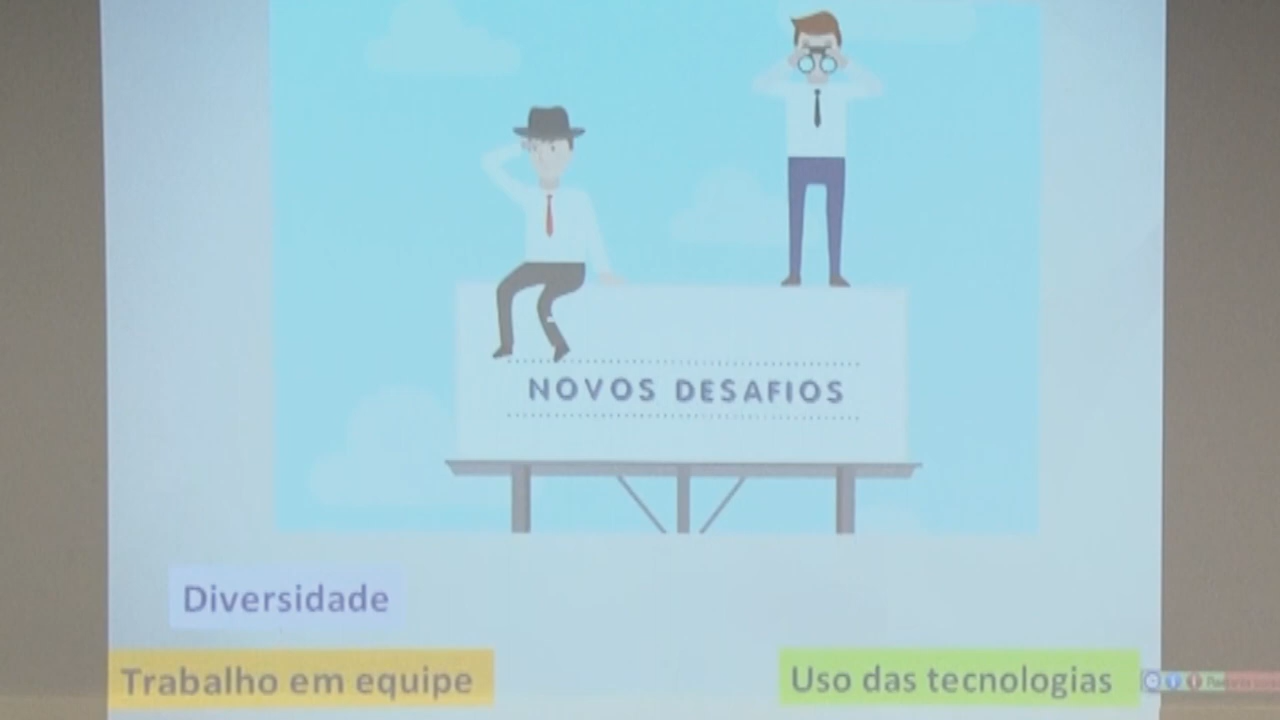 NOVOS DESAFIOS
Diversidade
Trabalho em equipe
Uso das tecnologias